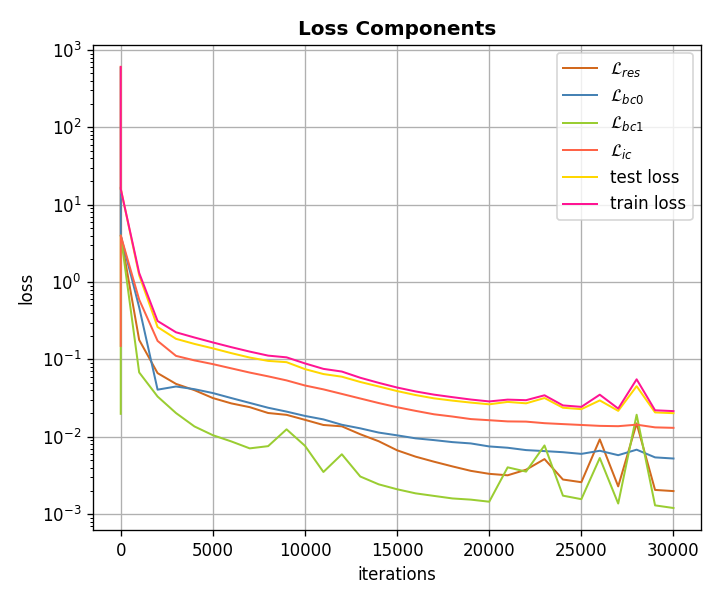 Loss Components
10³
10²
10¹
10⁰
10⁻¹
10⁻²
10⁻³
loss
0 5000 10000 15000 20000 25000 30000
iterations
ℒres
ℒbc0
ℒbc1
ℒic
test loss
train loss